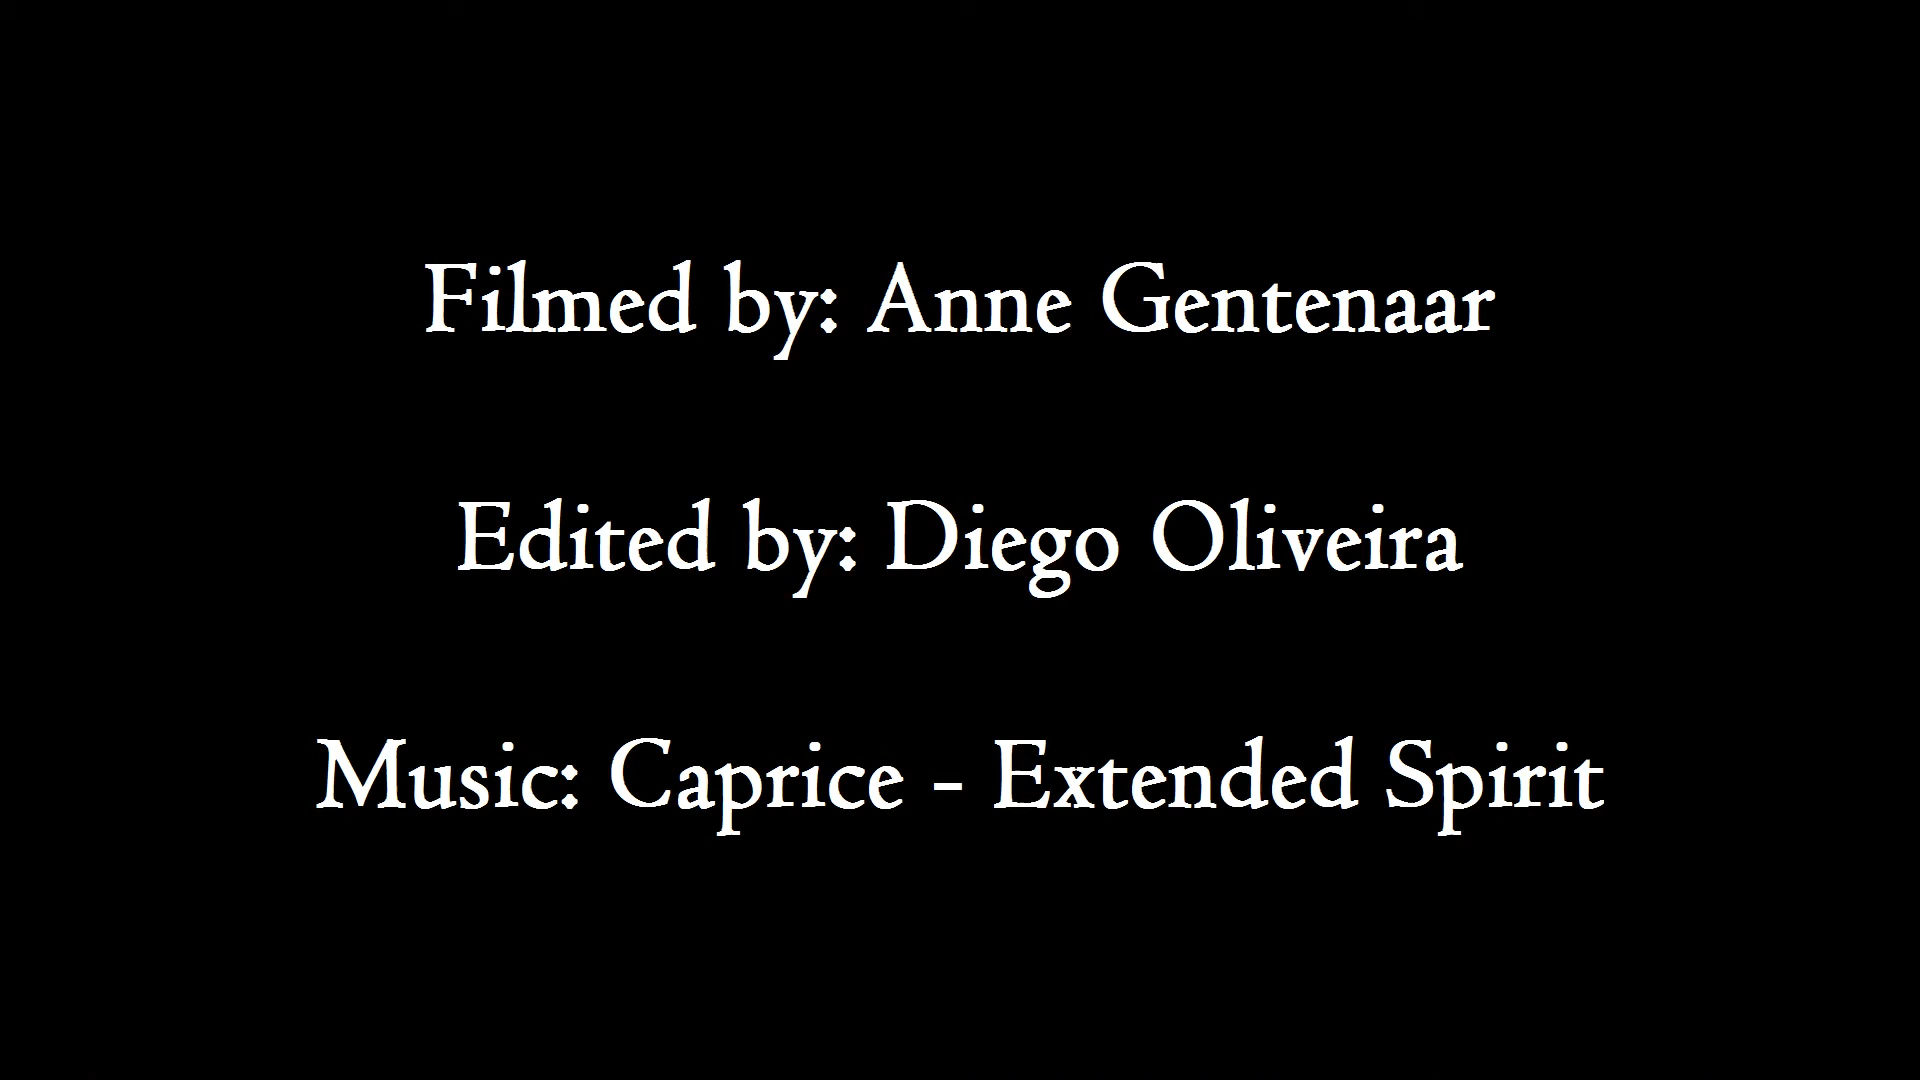 Filmed by: Anne Gentenaar
Edited by: Diego Oliveira
Music: Caprice - Extended Spirit